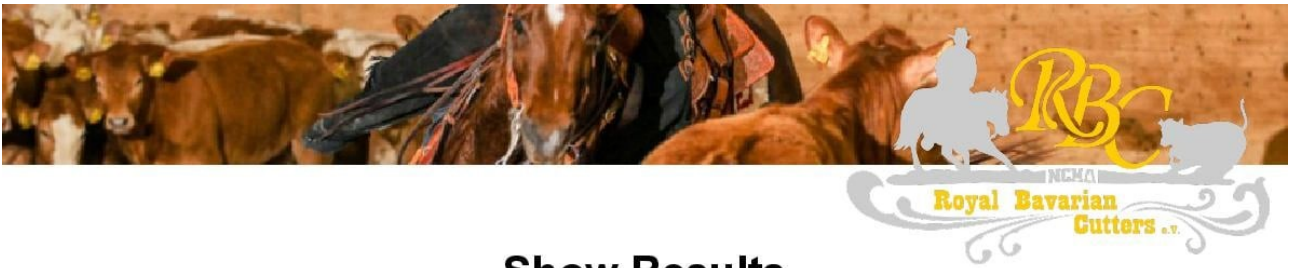 RBC
NCHA
Royal Bavarian
Cutters e.V.
Show Results